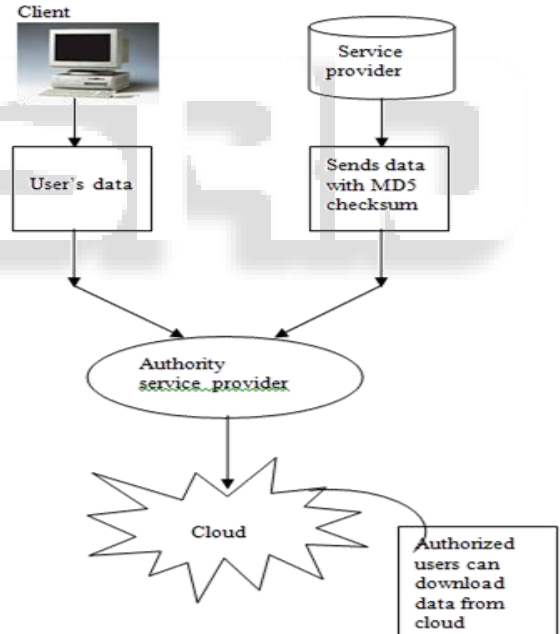 Client
Service
provider
User's data
Sends data
with MD5
checksum
Authority
service provider
Cloud
Authorized
users can
download
data from
cloud